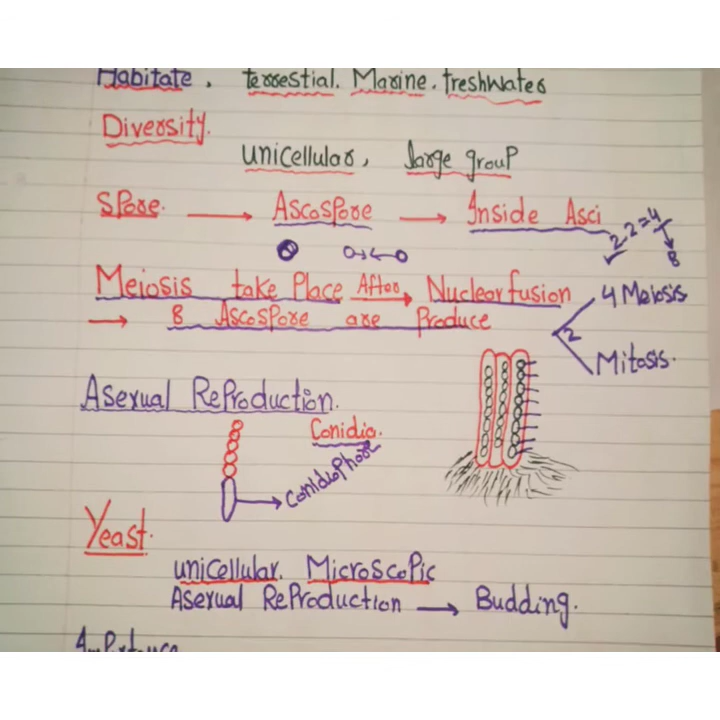 Habitate, terrestial. Marine. freshwater
Diversity.
unicellular, large group
Spore. → Ascospore → Inside Asci
2-2=4
8
Meiosis take Place After Nuclear fusion
→ 8 Ascospore are Produce
4 Meiosis
2
Mitosis.
Asexual Reproduction.
Conidia.
Conidiophore
Yeast.
unicellular. Microscopic
Asexual Reproduction → Budding.